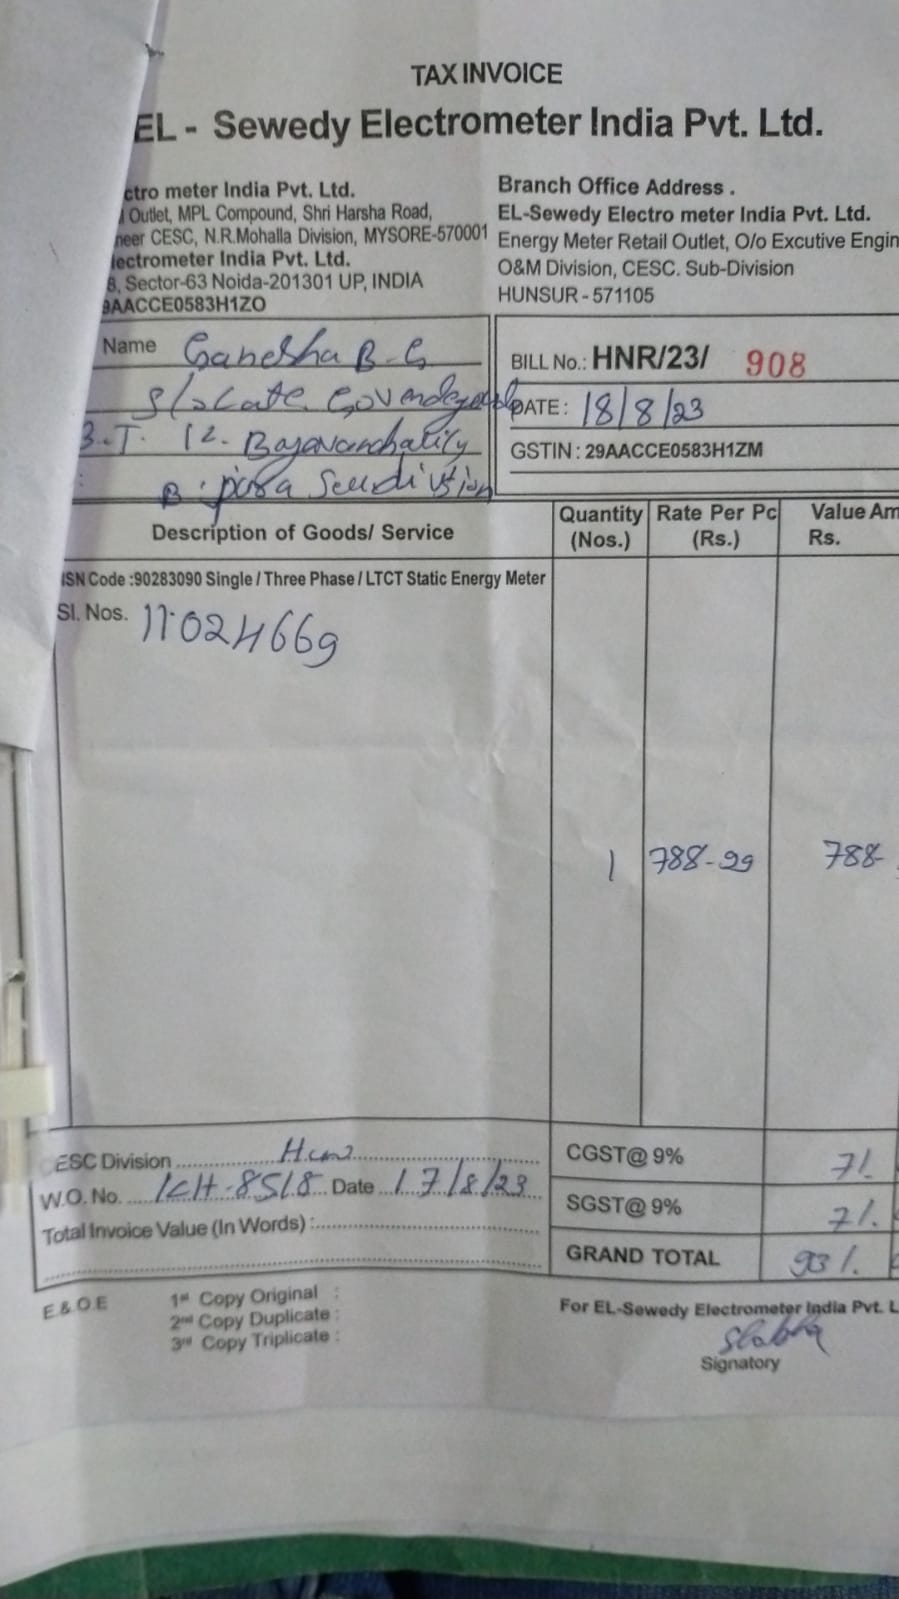 TAX INVOICE
EL - Sewedy Electrometer India Pvt. Ltd.
ctro meter India Pvt. Ltd.
Outlet, MPL Compound, Shri Harsha Road,
neer CESC, N.R.Mohalla Division, MYSORE-570001
lectrometer India Pvt. Ltd.
8, Sector-63 Noida-201301 UP, INDIA
9AACCE0583H1ZO
Branch Office Address .
EL-Sewedy Electro meter India Pvt. Ltd.
Energy Meter Retail Outlet, O/o Excutive Engin
O&M Division, CESC. Sub-Division
HUNSUR - 571105
Name Ganesha B. G
S/o Late
B.T. 12.
B.
BILL No.: HNR/23/ 908
DATE : 18/8/23
GSTIN : 29AACCE0583H1ZM
Description of Goods/ Service
Quantity (Nos.)
Rate Per Pc (Rs.)
Value Am Rs.
ISN Code :90283090 Single / Three Phase / LTCT Static Energy Meter
Sl. Nos. 11024669
1 788-99 788-
CESC Division
W.O. No. Date 17/8/23
Total Invoice Value (In Words) :
CGST@ 9% 71.
SGST@ 9% 71.
GRAND TOTAL 931.
E & O.E
1st Copy Original :
2nd Copy Duplicate :
3rd Copy Triplicate :
For EL-Sewedy Electrometer India Pvt. L
Signatory